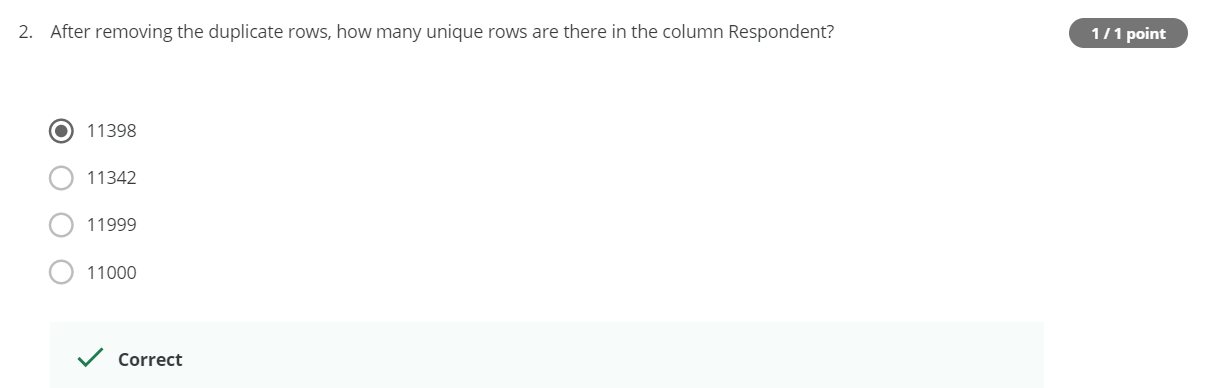 2. After removing the duplicate rows, how many unique rows are there in the column Respondent?
1 / 1 point
11398
11342
11999
11000
Correct